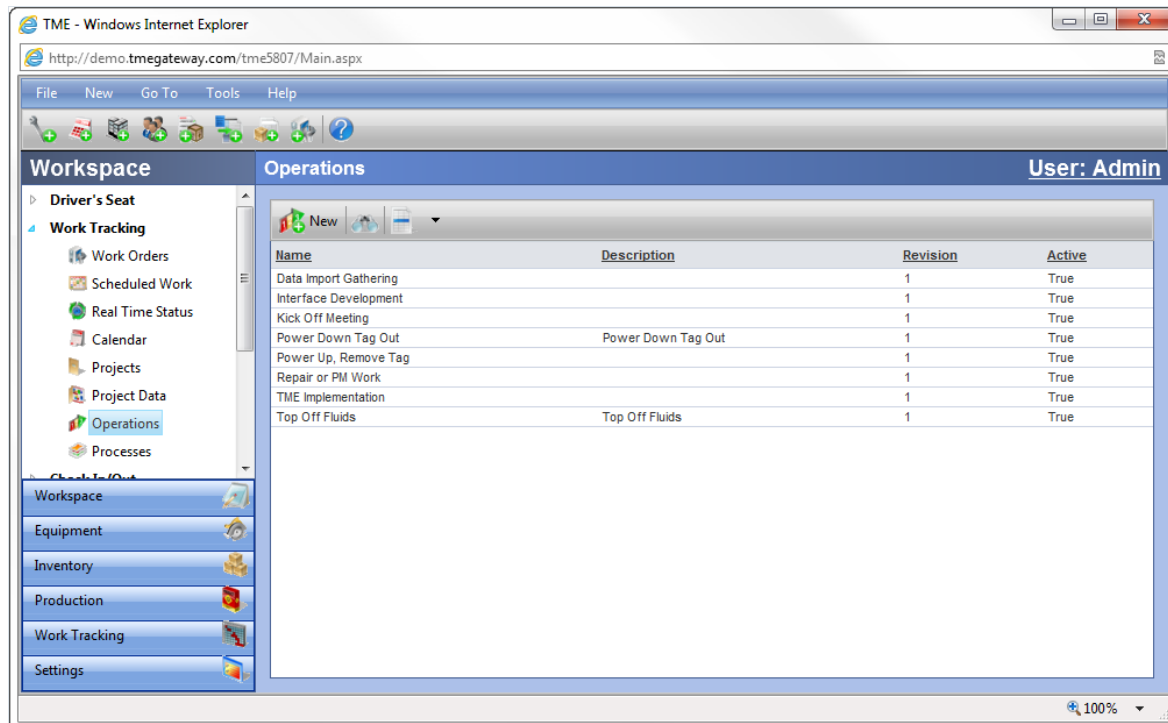 TME - Windows Internet Explorer
http://demo.tmegateway.com/tme5807/Main.aspx
File New Go To Tools Help
Workspace
Operations
User: Admin
Driver's Seat
Work Tracking
Work Orders
Scheduled Work
Real Time Status
Calendar
Projects
Project Data
Operations
Processes
Check In/Out
Workspace
Equipment
Inventory
Production
Work Tracking
Settings
New
Name Description Revision Active
Data Import Gathering 1 True
Interface Development 1 True
Kick Off Meeting 1 True
Power Down Tag Out Power Down Tag Out 1 True
Power Up, Remove Tag 1 True
Repair or PM Work 1 True
TME Implementation 1 True
Top Off Fluids Top Off Fluids 1 True
100%